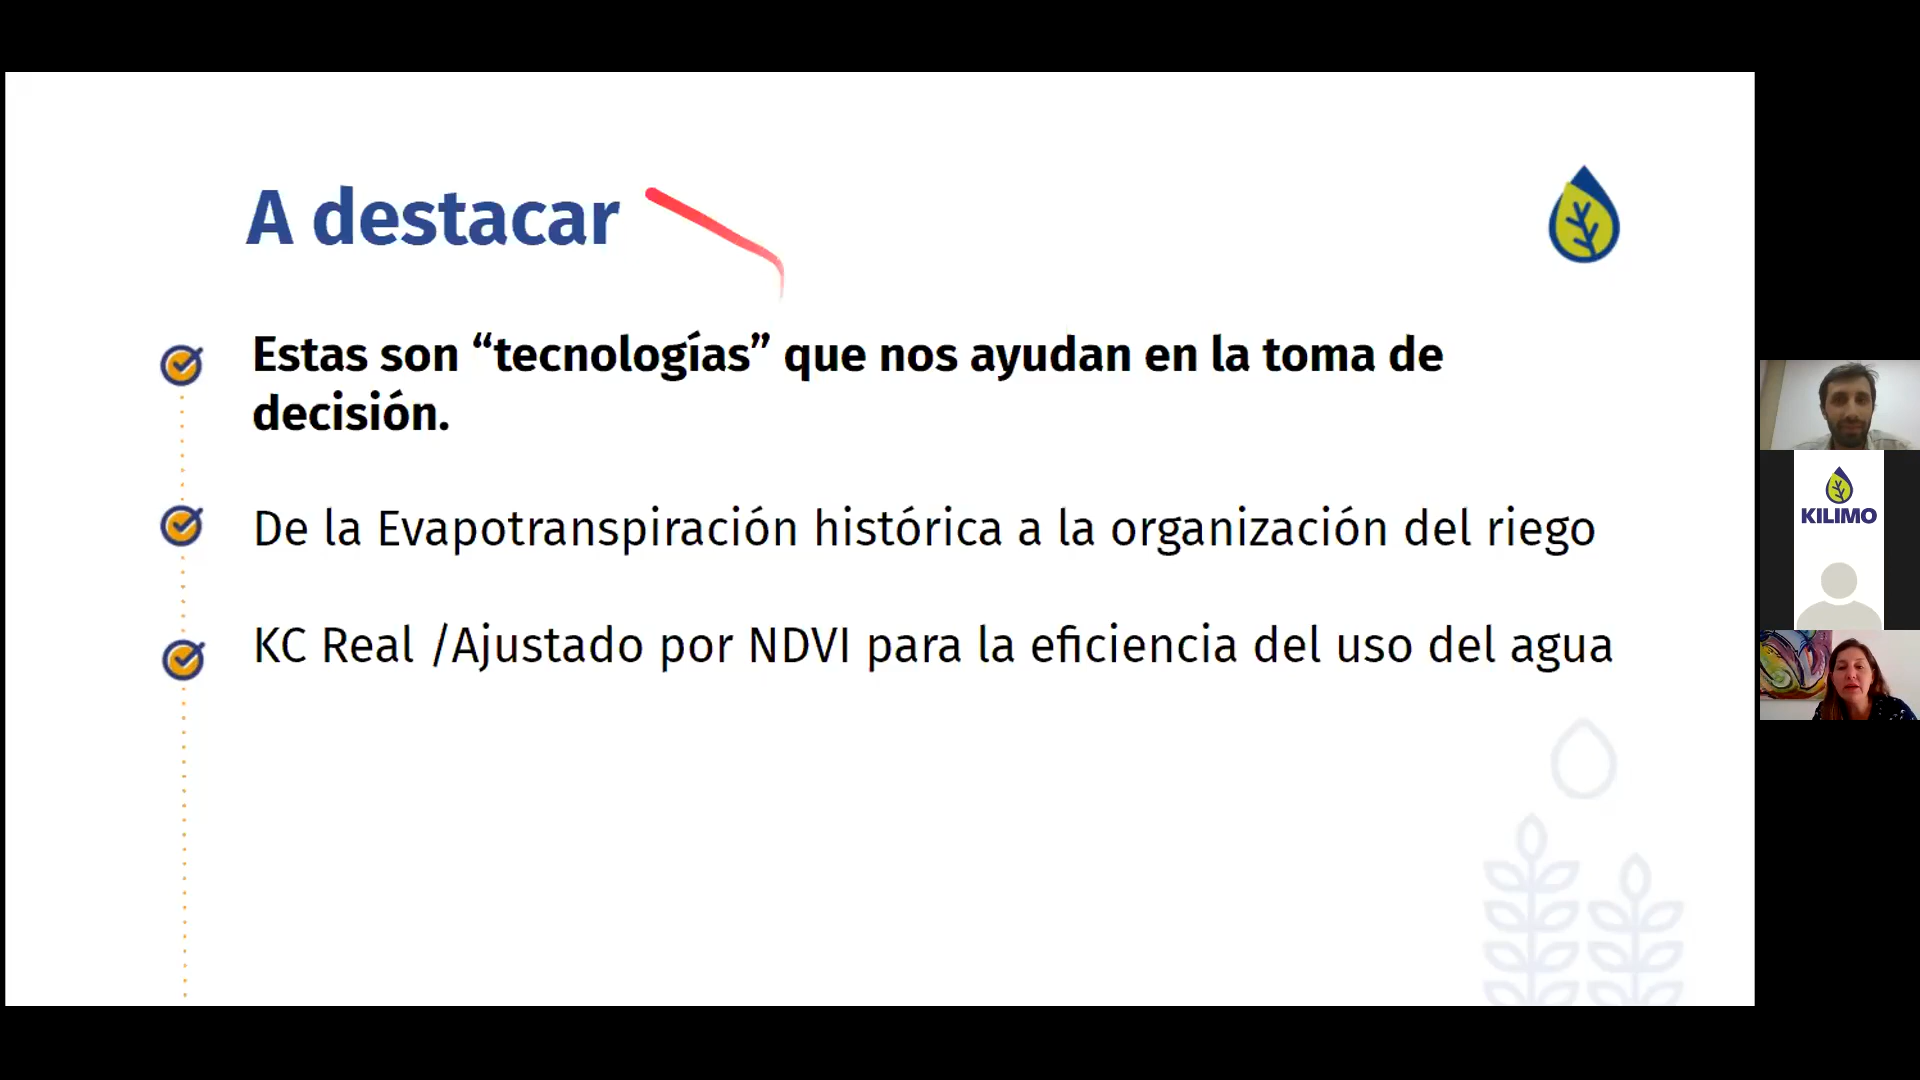 A destacar
Estas son “tecnologías” que nos ayudan en la toma de
decisión.
De la Evapotranspiración histórica a la organización del riego
KC Real /Ajustado por NDVI para la eficiencia del uso del agua
KILIMO